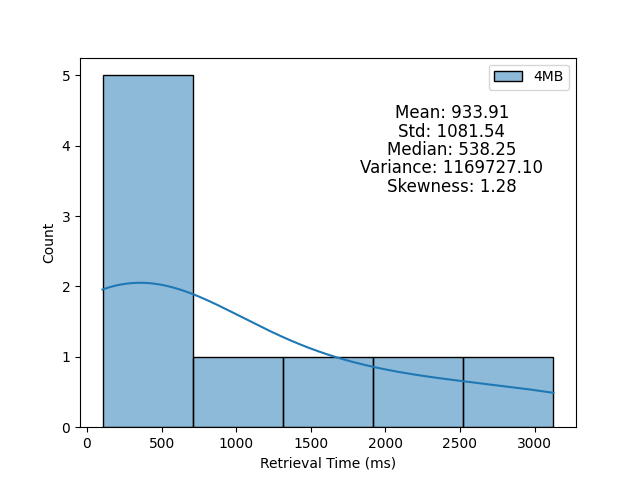 4MB
Mean: 933.91
Std: 1081.54
Median: 538.25
Variance: 1169727.10
Skewness: 1.28
Count
5
4
3
2
1
0
0 500 1000 1500 2000 2500 3000
Retrieval Time (ms)